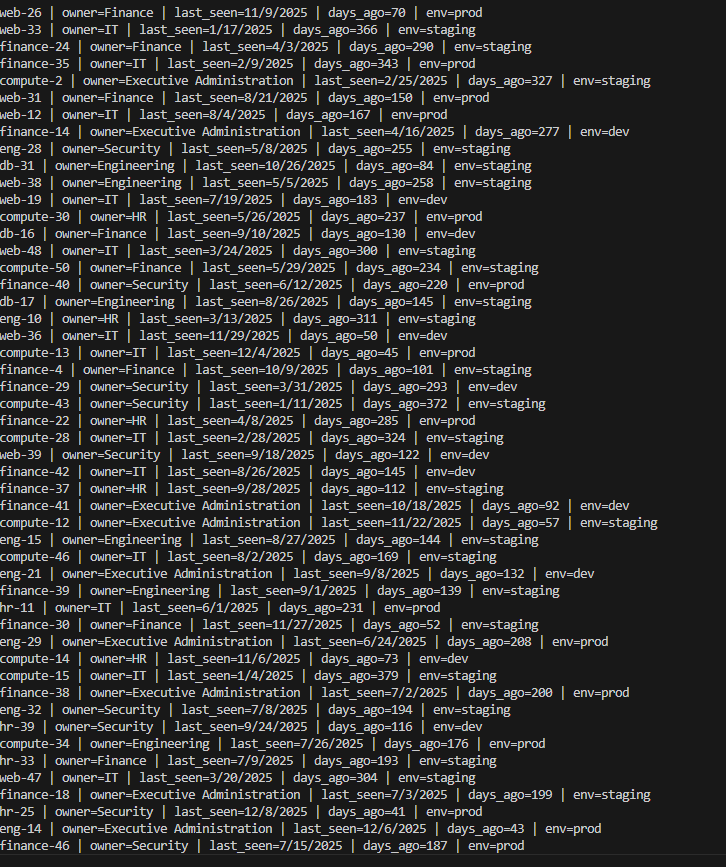 web-26 | owner=Finance | last_seen=11/9/2025 | days_ago=70 | env=prod
web-33 | owner=IT | last_seen=1/17/2025 | days_ago=366 | env=staging
finance-24 | owner=Finance | last_seen=4/3/2025 | days_ago=290 | env=staging
finance-35 | owner=IT | last_seen=2/9/2025 | days_ago=343 | env=prod
compute-2 | owner=Executive Administration | last_seen=2/25/2025 | days_ago=327 | env=staging
web-31 | owner=Finance | last_seen=8/21/2025 | days_ago=150 | env=prod
web-12 | owner=IT | last_seen=8/4/2025 | days_ago=167 | env=prod
finance-14 | owner=Executive Administration | last_seen=4/16/2025 | days_ago=277 | env=dev
eng-28 | owner=Security | last_seen=5/8/2025 | days_ago=255 | env=staging
db-31 | owner=Engineering | last_seen=10/26/2025 | days_ago=84 | env=staging
web-38 | owner=Engineering | last_seen=5/5/2025 | days_ago=258 | env=staging
web-19 | owner=IT | last_seen=7/19/2025 | days_ago=183 | env=dev
compute-30 | owner=HR | last_seen=5/26/2025 | days_ago=237 | env=prod
db-16 | owner=Finance | last_seen=9/10/2025 | days_ago=130 | env=dev
web-48 | owner=IT | last_seen=3/24/2025 | days_ago=300 | env=staging
compute-50 | owner=Finance | last_seen=5/29/2025 | days_ago=234 | env=staging
finance-40 | owner=Security | last_seen=6/12/2025 | days_ago=220 | env=prod
db-17 | owner=Engineering | last_seen=8/26/2025 | days_ago=145 | env=staging
eng-10 | owner=HR | last_seen=3/13/2025 | days_ago=311 | env=staging
web-36 | owner=IT | last_seen=11/29/2025 | days_ago=50 | env=dev
compute-13 | owner=IT | last_seen=12/4/2025 | days_ago=45 | env=prod
finance-4 | owner=Finance | last_seen=10/9/2025 | days_ago=101 | env=staging
finance-29 | owner=Security | last_seen=3/31/2025 | days_ago=293 | env=dev
compute-43 | owner=Security | last_seen=1/11/2025 | days_ago=372 | env=staging
finance-22 | owner=HR | last_seen=4/8/2025 | days_ago=285 | env=prod
compute-28 | owner=IT | last_seen=2/28/2025 | days_ago=324 | env=staging
web-39 | owner=Security | last_seen=9/18/2025 | days_ago=122 | env=dev
finance-42 | owner=IT | last_seen=8/26/2025 | days_ago=145 | env=dev
finance-37 | owner=HR | last_seen=9/28/2025 | days_ago=112 | env=staging
finance-41 | owner=Executive Administration | last_seen=10/18/2025 | days_ago=92 | env=dev
compute-12 | owner=Executive Administration | last_seen=11/22/2025 | days_ago=57 | env=staging
eng-15 | owner=Engineering | last_seen=8/27/2025 | days_ago=144 | env=staging
compute-46 | owner=IT | last_seen=8/2/2025 | days_ago=169 | env=staging
eng-21 | owner=Executive Administration | last_seen=9/8/2025 | days_ago=132 | env=dev
finance-39 | owner=Engineering | last_seen=9/1/2025 | days_ago=139 | env=staging
hr-11 | owner=IT | last_seen=6/1/2025 | days_ago=231 | env=prod
finance-30 | owner=Finance | last_seen=11/27/2025 | days_ago=52 | env=staging
eng-29 | owner=Executive Administration | last_seen=6/24/2025 | days_ago=208 | env=prod
compute-14 | owner=HR | last_seen=11/6/2025 | days_ago=73 | env=dev
compute-15 | owner=IT | last_seen=1/4/2025 | days_ago=379 | env=staging
finance-38 | owner=Executive Administration | last_seen=7/2/2025 | days_ago=200 | env=prod
eng-32 | owner=Security | last_seen=7/8/2025 | days_ago=194 | env=staging
hr-39 | owner=Security | last_seen=9/24/2025 | days_ago=116 | env=dev
compute-34 | owner=Engineering | last_seen=7/26/2025 | days_ago=176 | env=prod
hr-33 | owner=Finance | last_seen=7/9/2025 | days_ago=193 | env=staging
web-47 | owner=IT | last_seen=3/20/2025 | days_ago=304 | env=staging
finance-18 | owner=Executive Administration | last_seen=7/3/2025 | days_ago=199 | env=staging
hr-25 | owner=Security | last_seen=12/8/2025 | days_ago=41 | env=prod
eng-14 | owner=Executive Administration | last_seen=12/6/2025 | days_ago=43 | env=prod
finance-46 | owner=Security | last_seen=7/15/2025 | days_ago=187 | env=prod